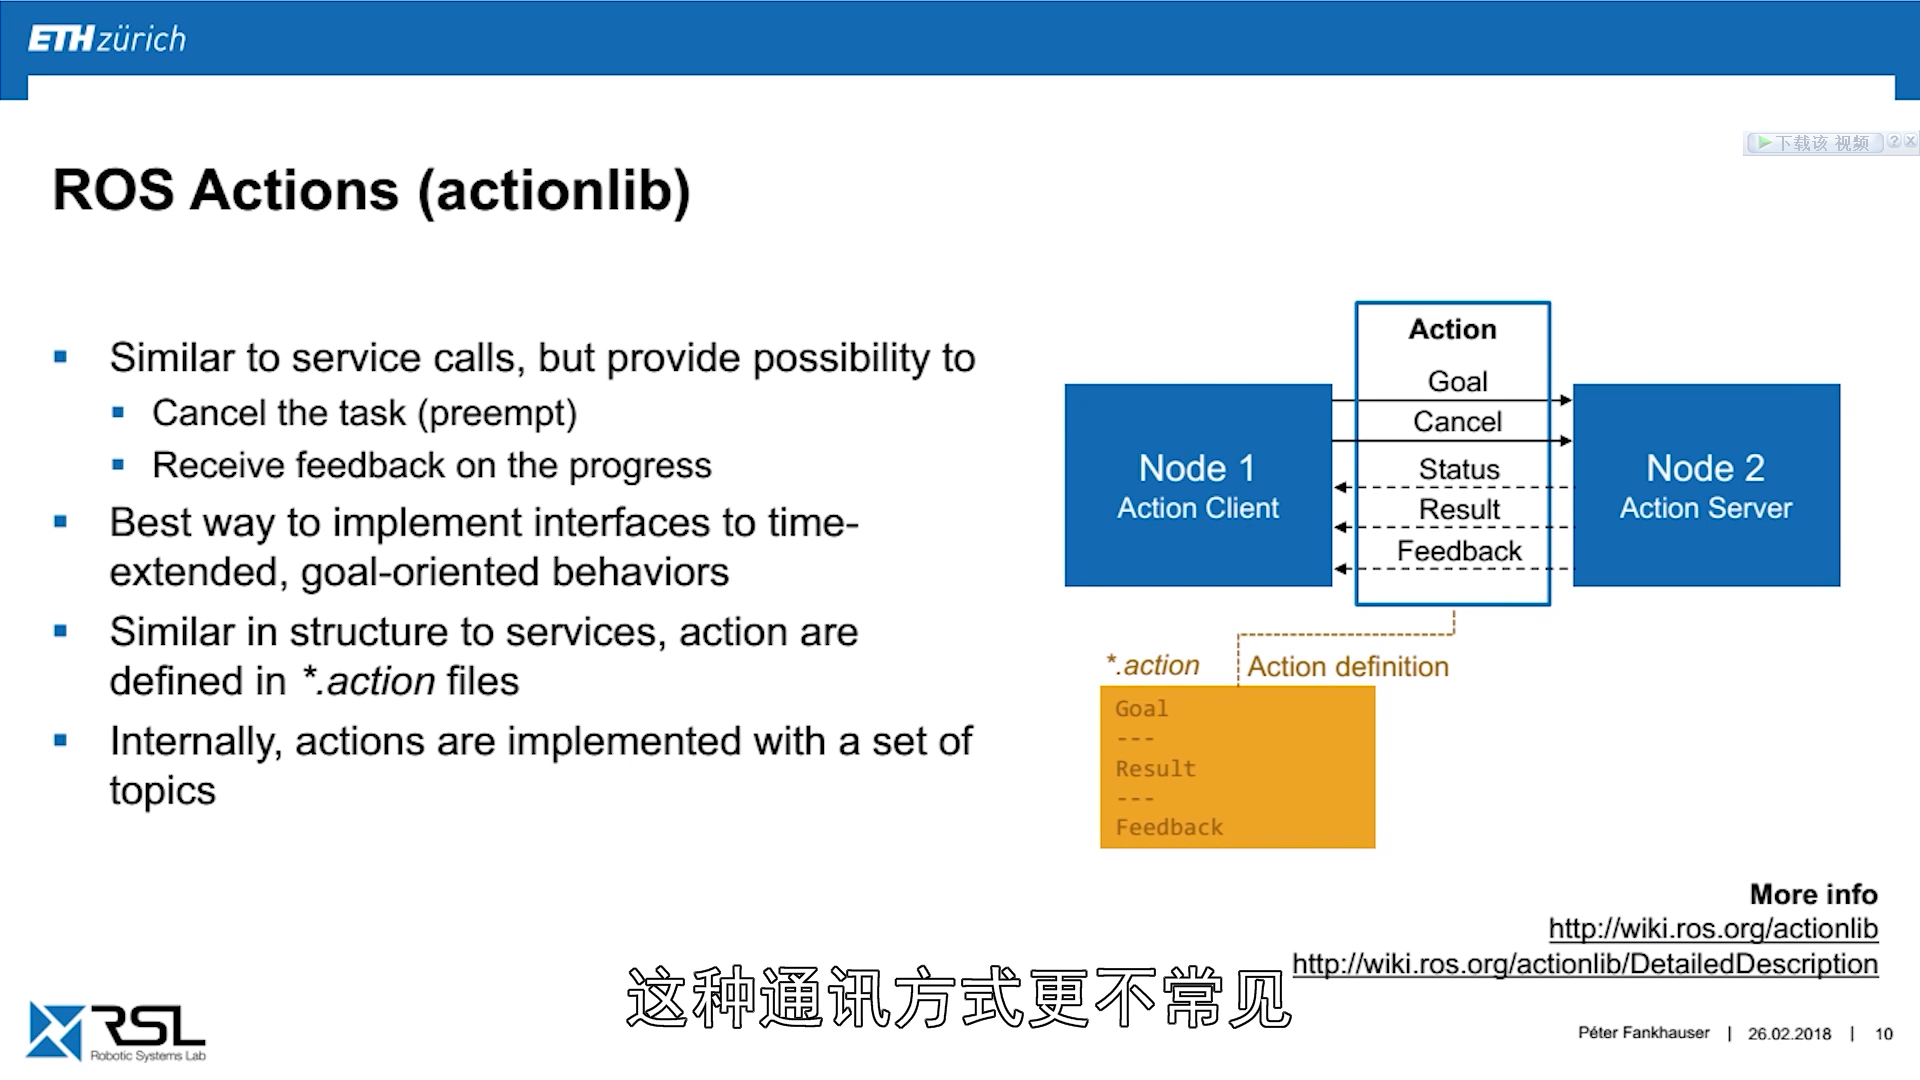 ETH zürich
下载该 视频
ROS Actions (actionlib)
Similar to service calls, but provide possibility to
Cancel the task (preempt)
Receive feedback on the progress
Best way to implement interfaces to time-
extended, goal-oriented behaviors
Similar in structure to services, action are
defined in *.action files
Internally, actions are implemented with a set of
topics
Action
Goal
Cancel
Status
Result
Feedback
Node 1
Action Client
Node 2
Action Server
*.action
Action definition
Goal
---
Result
---
Feedback
More info
http://wiki.ros.org/actionlib
http://wiki.ros.org/actionlib/DetailedDescription
这种通讯方式更不常见
RSL
Robotic Systems Lab
Péter Fankhauser | 26.02.2018 | 10